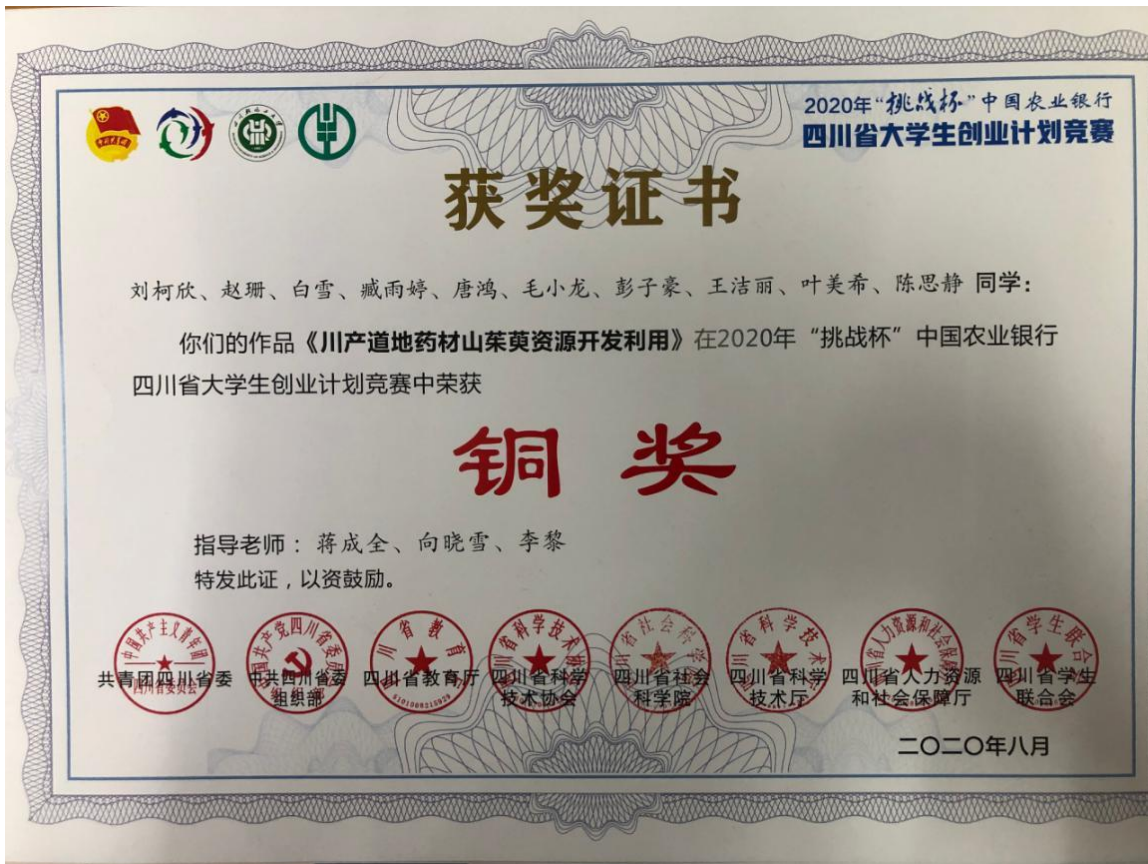 2020年“挑战杯”中国农业银行
四川省大学生创业计划竞赛
获奖证书
刘柯欣、赵珊、白雪、臧雨婷、唐鸿、毛小龙、彭子豪、王洁丽、叶美希、陈思静 同学：
你们的作品《川产道地药材山茱萸资源开发利用》在2020年“挑战杯”中国农业银行
四川省大学生创业计划竞赛中荣获
铜奖
指导老师：蒋成全、向晓雪、李黎
特发此证，以资鼓励。
共青团四川省委 中共四川省委组织部 四川省教育厅 四川省科学技术协会 四川省社会科学院 四川省科学技术厅 四川省人力资源和社会保障厅 四川省学生联合会
二〇二〇年八月